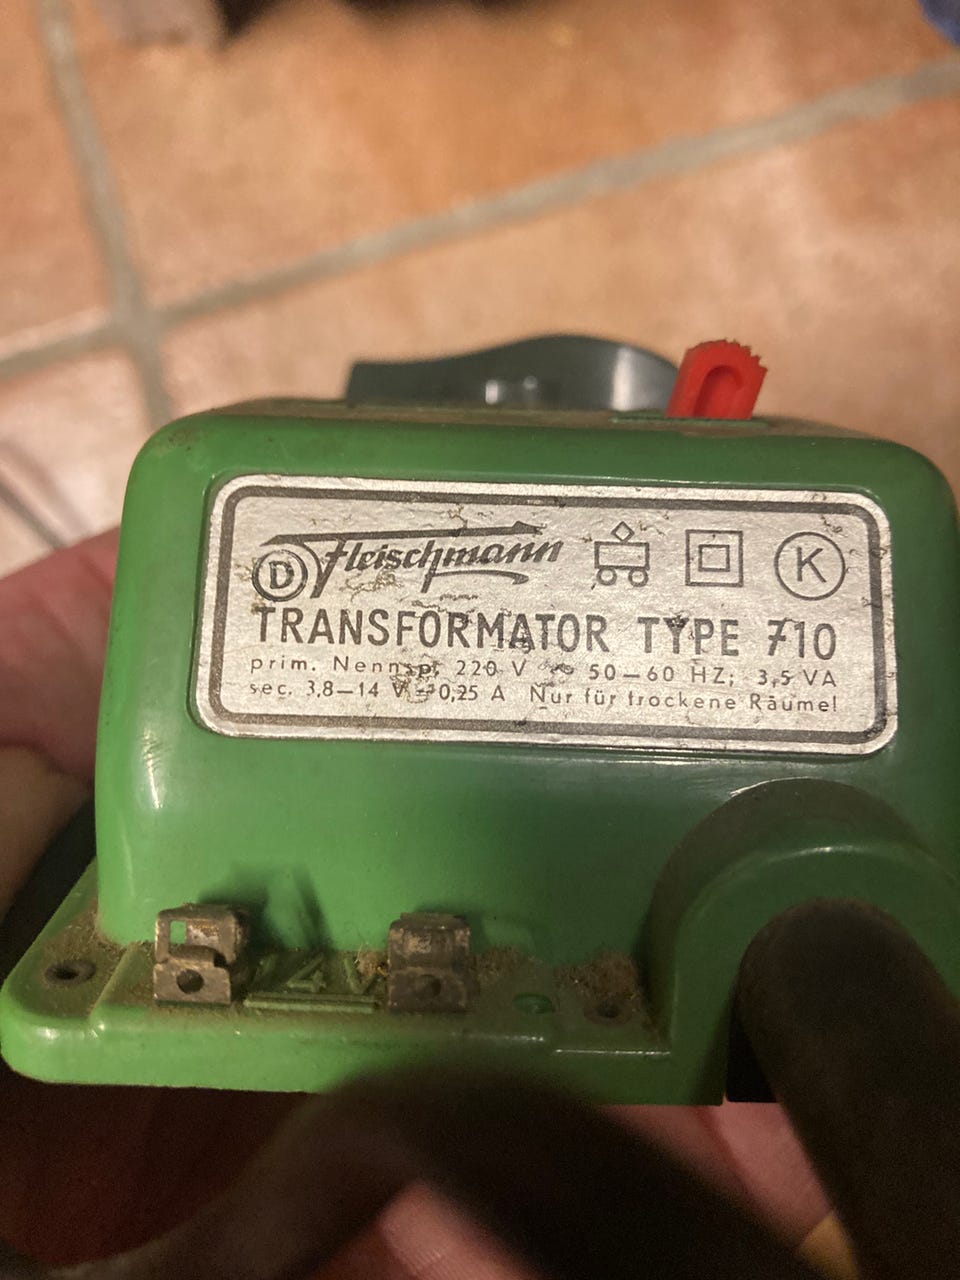 D Fleischmann K
TRANSFORMATOR TYPE 710
prim. Nennsp. 220 V ~ 50–60 HZ; 3,5 VA
sec. 3,8–14 V = 0,25 A Nur für trockene Räume!